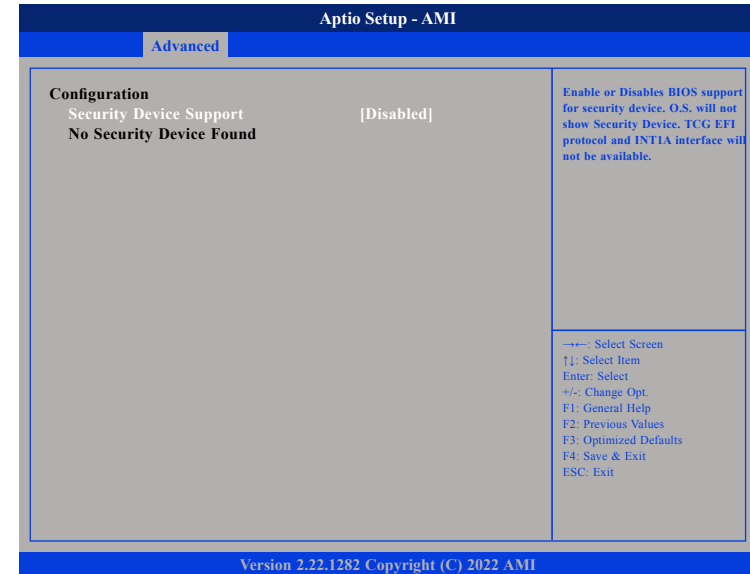 Aptio Setup - AMI
Advanced
Configuration
Security Device Support [Disabled]
No Security Device Found
Enable or Disables BIOS support
for security device. O.S. will not
show Security Device. TCG EFI
protocol and INT1A interface will
not be available.
→←: Select Screen
↑↓: Select Item
Enter: Select
+/-: Change Opt.
F1: General Help
F2: Previous Values
F3: Optimized Defaults
F4: Save & Exit
ESC: Exit
Version 2.22.1282 Copyright (C) 2022 AMI